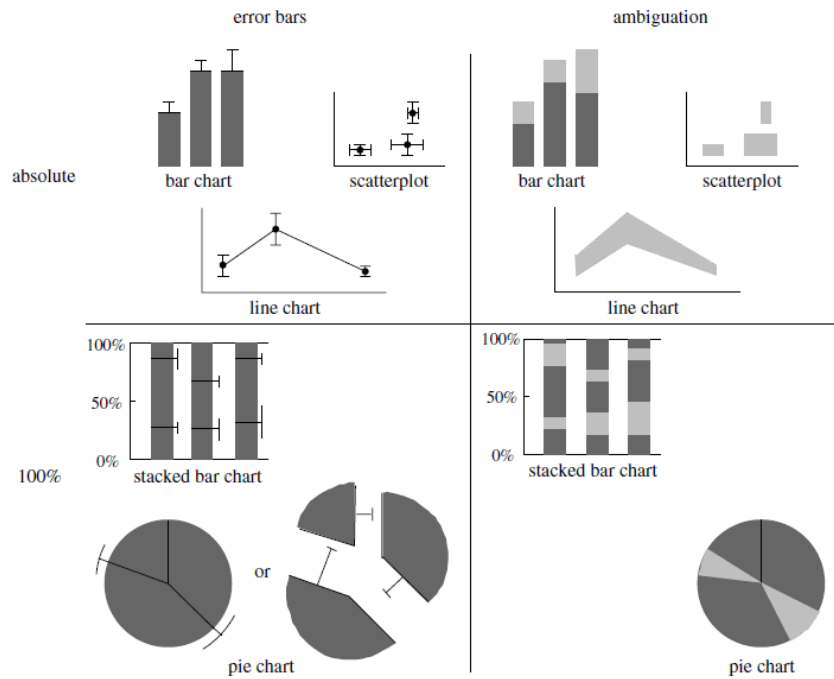 error bars
ambiguation
absolute
bar chart
scatterplot
line chart
bar chart
scatterplot
line chart
100%
100%
50%
0%
stacked bar chart
or
pie chart
100%
50%
0%
stacked bar chart
pie chart